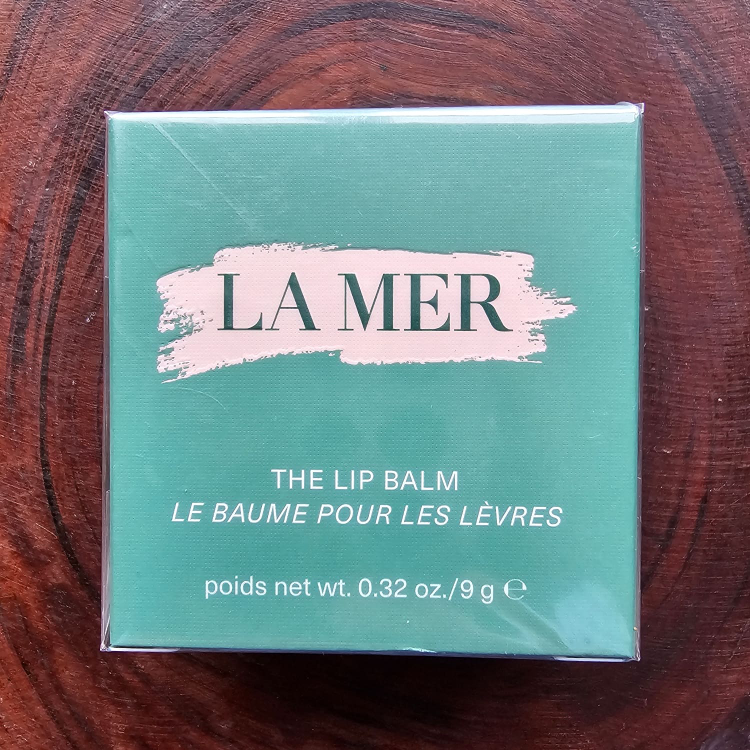 LA MER
THE LIP BALM
LE BAUME POUR LES LÈVRES
poids net wt. 0.32 oz./9 g ℮